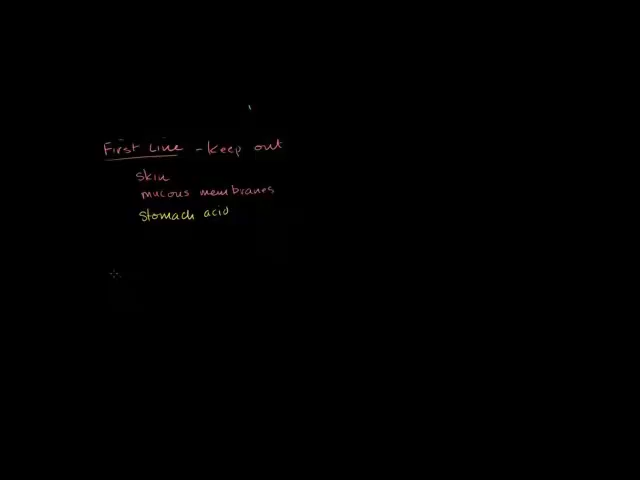 First Line - Keep out
skin
mucous membranes
stomach acid